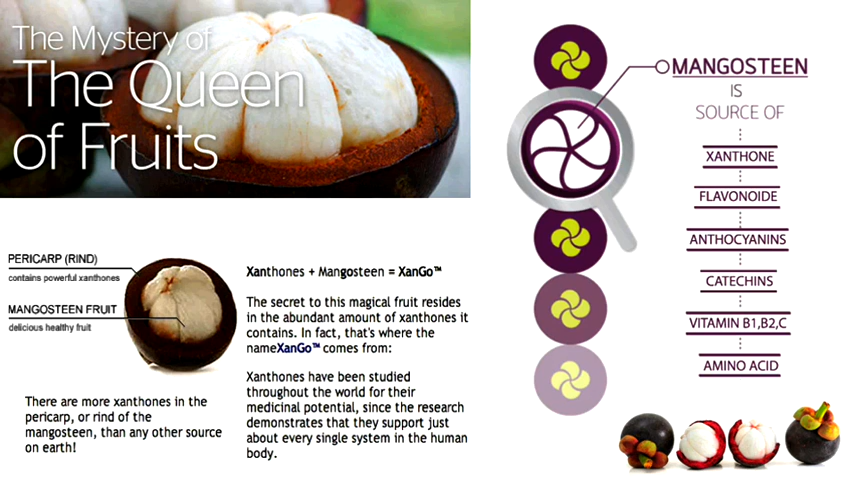 The Mystery of
The Queen
of Fruits
PERICARP (RIND)
contains powerful xanthones
MANGOSTEEN FRUIT
delicious healthy fruit
There are more xanthones in the
pericarp, or rind of the
mangosteen, than any other source
on earth!
Xanthones + Mangosteen = XanGo™
The secret to this magical fruit resides
in the abundant amount of xanthones it
contains. In fact, that's where the
nameXanGo™ comes from:
Xanthones have been studied
throughout the world for their
medicinal potential, since the research
demonstrates that they support just
about every single system in the human
body.
MANGOSTEEN
IS
SOURCE OF
XANTHONE
FLAVONOIDE
ANTHOCYANINS
CATECHINS
VITAMIN B1,B2,C
AMINO ACID